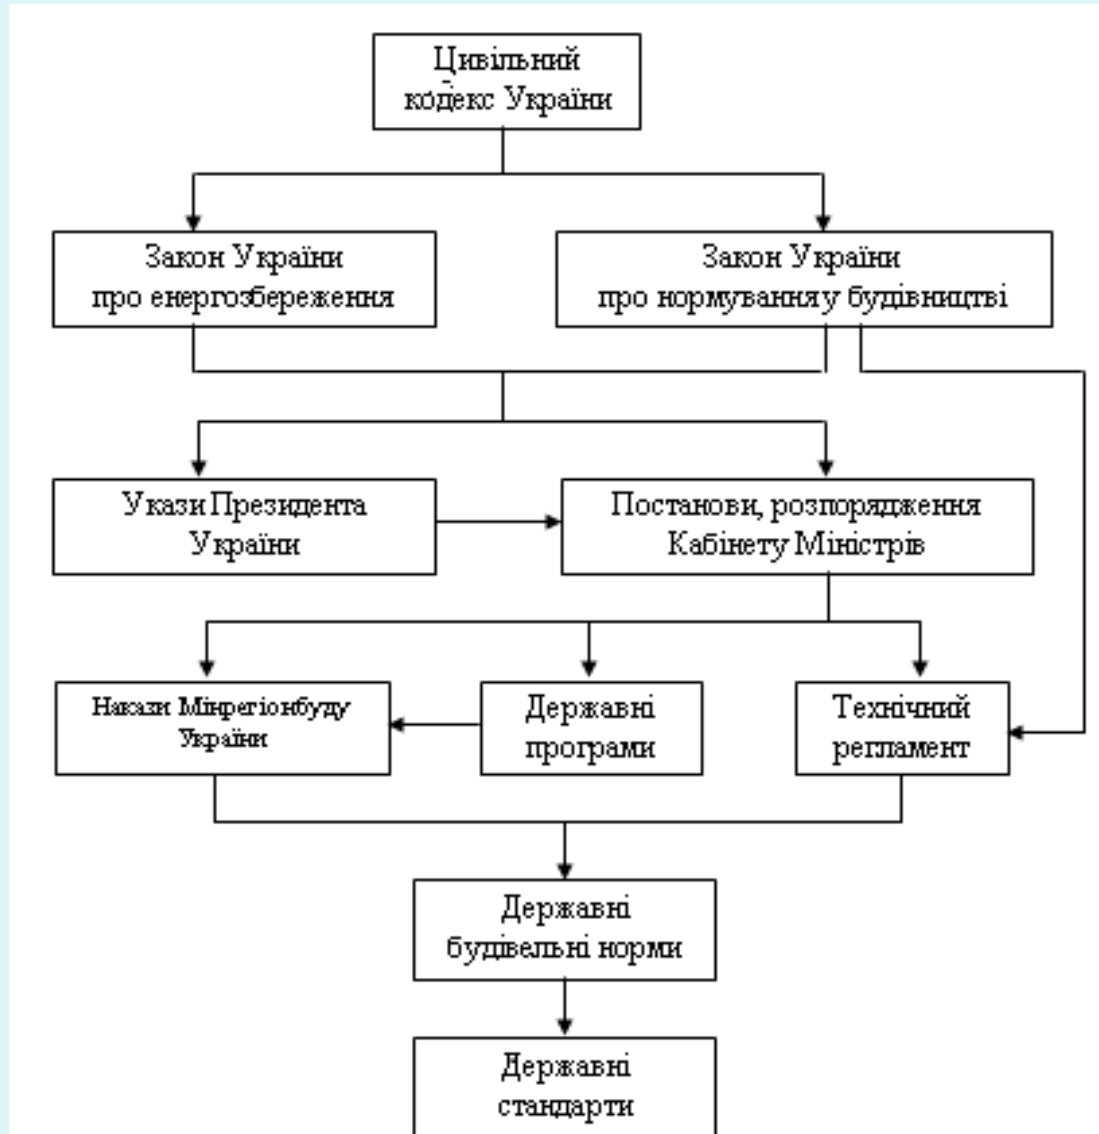 Цивільний
кодекс України
Закон України
про енергозбереження
Закон України
про нормування у будівництві
Укази Президента
України
Постанови, розпорядження
Кабінету Міністрів
Накази Мінрегіонбуду
України
Державні
програми
Технічний
регламент
Державні
будівельні норми
Державні
стандарти